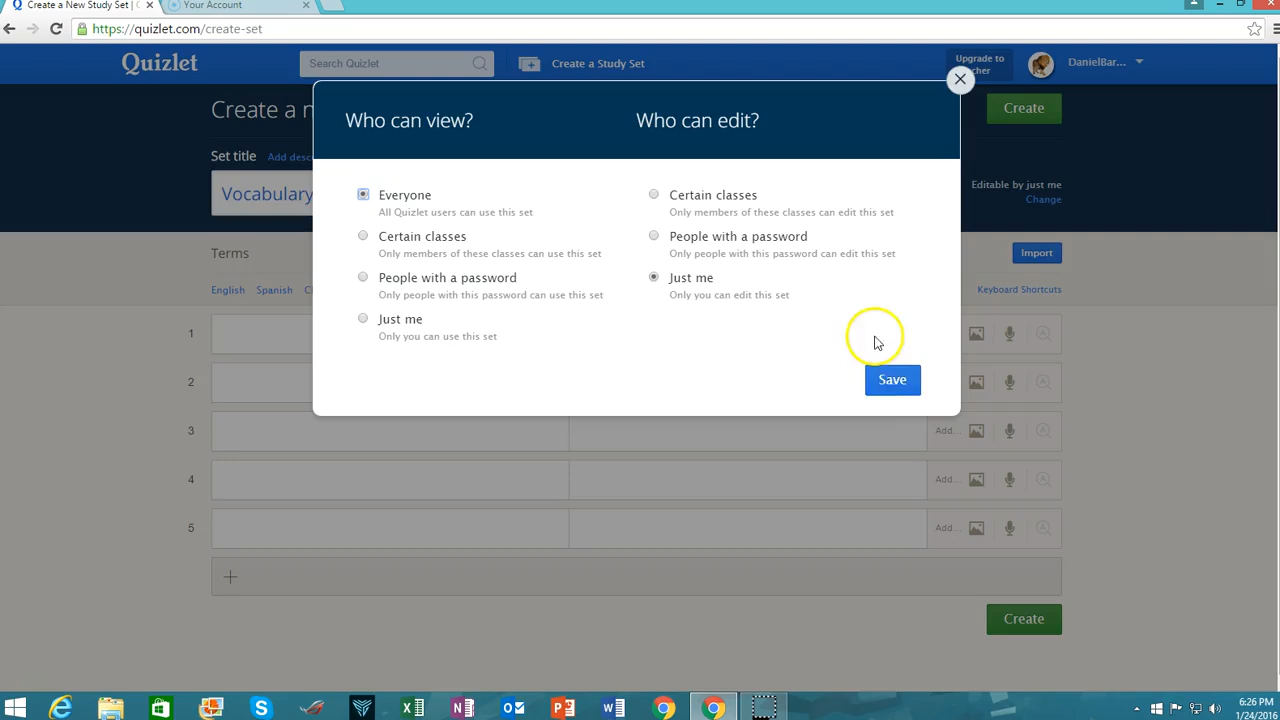 Create a New Study Set |
Your Account
https://quizlet.com/create-set
Quizlet
Search Quizlet
Create a Study Set
Upgrade to
cher
DanielBar...
Create a n
Create
Who can view?
Who can edit?
Set title
Add desc
Vocabulary
Editable by just me
Change
Everyone
All Quizlet users can use this set
Certain classes
Only members of these classes can edit this set
Certain classes
Only members of these classes can use this set
People with a password
Only people with this password can edit this set
People with a password
Only people with this password can use this set
Just me
Only you can edit this set
Just me
Only you can use this set
Save
Terms
Import
English Spanish
Keyboard Shortcuts
1
2
3
Add...
4
Add...
5
Add...
Create
6:26 PM
1/24/2016